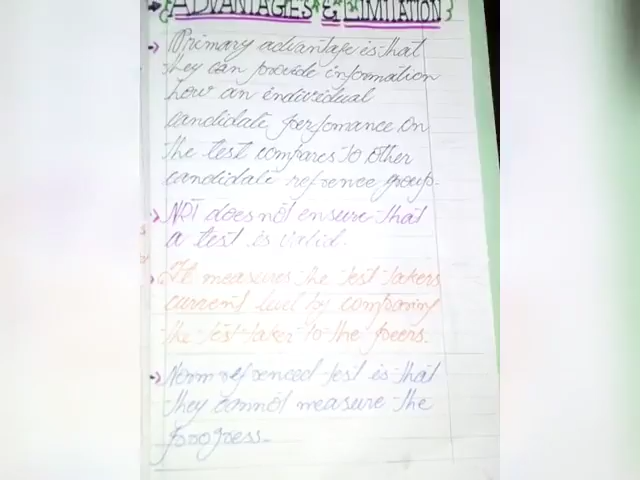 {ADVANTAGES & LIMITATION}
Primary advantage is that
they can provide information
how an individual
candidate perfomance on
the test compares to other
candidate refrence group.
NRT does not ensure that
a test is valid.
It measures the test takers
current level by comparing
the test taker to the peers.
Norm refrenced test is that
they cannot measure the
progress.